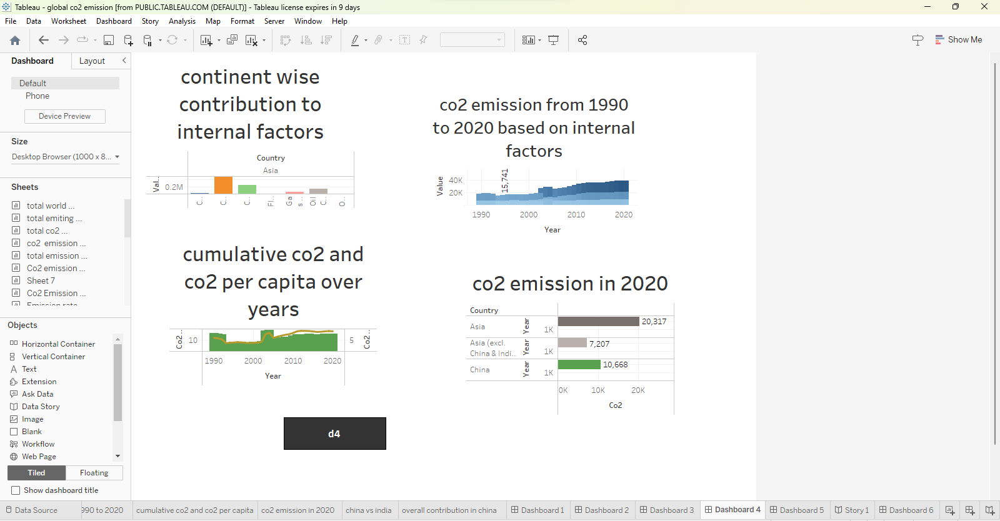 Tableau - global co2 emission [from PUBLIC.TABLEAU.COM (DEFAULT)] - Tableau license expires in 9 days
File Data Worksheet Dashboard Story Analysis Map Format Server Window Help
Show Me
Dashboard Layout
Default
Phone
Device Preview
Size
Desktop Browser (1000 x 8...
Sheets
total world ...
total emiting ...
total co2 ...
co2 emission ...
total emission ...
Co2 emission ...
Sheet 7
Co2 Emission ...
Emission rate
Objects
Horizontal Container
Vertical Container
Text
Extension
Ask Data
Data Story
Image
Blank
Workflow
Web Page
Tiled Floating
Show dashboard title
continent wise
contribution to
internal factors
Country
Asia
Val..
0.2M
C.. C.. C.. Fl.. Ga s .. Oil C.. O..
co2 emission from 1990
to 2020 based on internal
factors
Value
40K
20K
15,741
1990 2000 2010 2020
Year
cumulative co2 and
co2 per capita over
years
Co2 ..
10
5
Co2..
1990 2000 2010 2020
Year
co2 emission in 2020
Country
Asia Year 1K 20,317
Asia (excl.
China & Indi.. Year 1K 7,207
China Year 1K 10,668
0K 10K 20K
Co2
d4
Data Source 990 to 2020 cumulative co2 and co2 per capita co2 emission in 2020 china vs india overall contribution in china Dashboard 1 Dashboard 2 Dashboard 3 Dashboard 4 Dashboard 5 Story 1 Dashboard 6